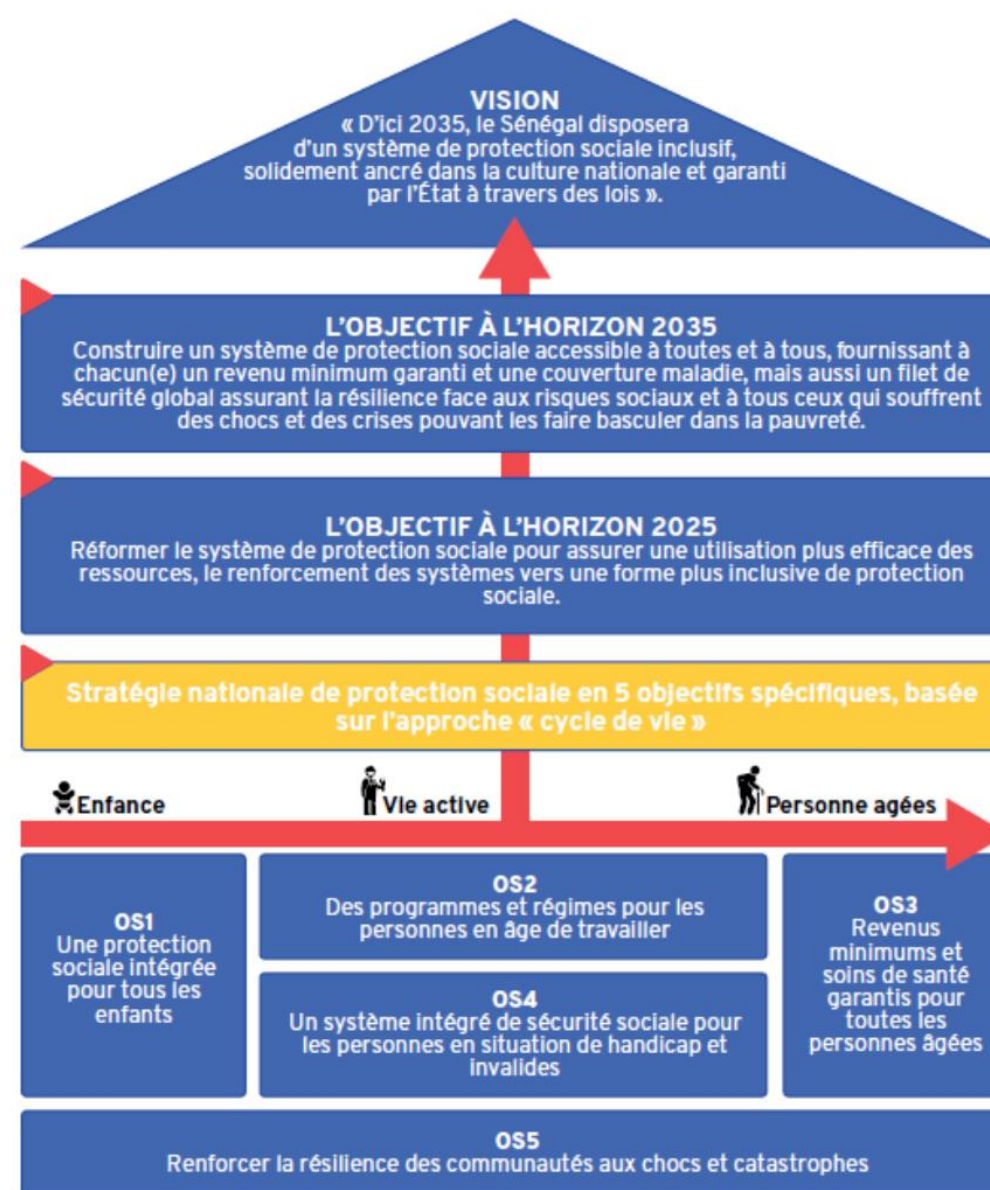 VISION
« D'ici 2035, le Sénégal disposera
d'un système de protection sociale inclusif,
solidement ancré dans la culture nationale et garanti
par l'État à travers des lois ».
L'OBJECTIF À L'HORIZON 2035
Construire un système de protection sociale accessible à toutes et à tous, fournissant à
chacun(e) un revenu minimum garanti et une couverture maladie, mais aussi un filet de
sécurité global assurant la résilience face aux risques sociaux et à tous ceux qui souffrent
des chocs et des crises pouvant les faire basculer dans la pauvreté.
L'OBJECTIF À L'HORIZON 2025
Réformer le système de protection sociale pour assurer une utilisation plus efficace des
ressources, le renforcement des systèmes vers une forme plus inclusive de protection
sociale.
Stratégie nationale de protection sociale en 5 objectifs spécifiques, basée
sur l'approche « cycle de vie »
Enfance
Vie active
Personne agées
OS1
Une protection
sociale intégrée
pour tous les
enfants
OS2
Des programmes et régimes pour les
personnes en âge de travailler
OS4
Un système intégré de sécurité sociale pour
les personnes en situation de handicap et
invalides
OS3
Revenus
minimums et
soins de santé
garantis pour
toutes les
personnes âgées
OS5
Renforcer la résilience des communautés aux chocs et catastrophes